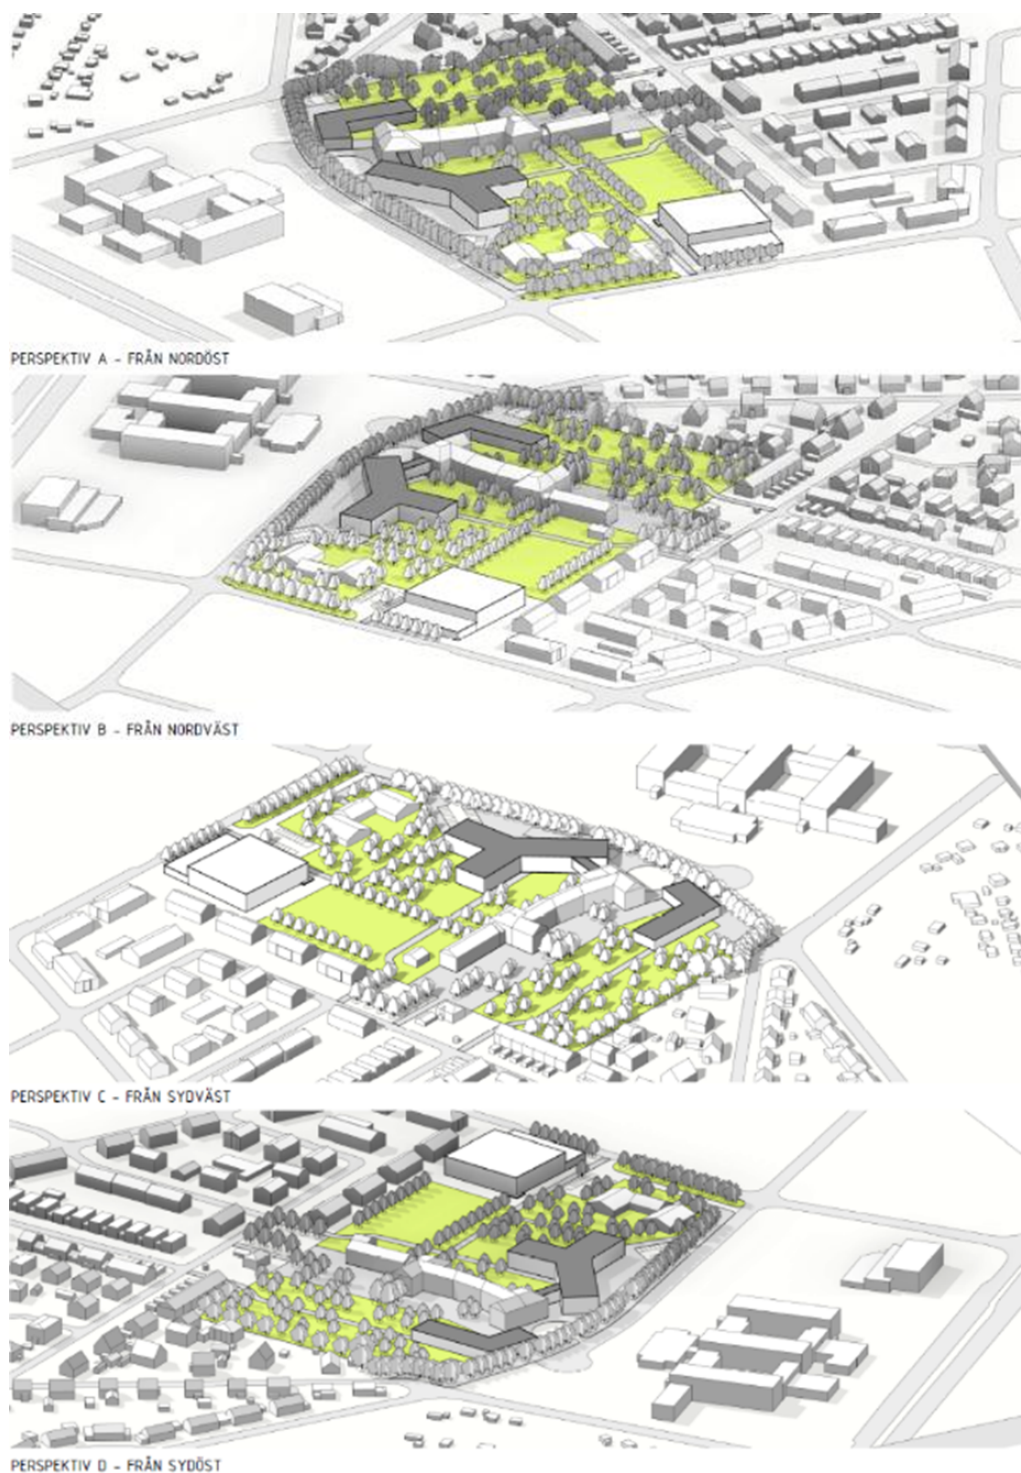 PERSPEKTIV A - FRÅN NORDÖST
PERSPEKTIV B - FRÅN NORDVÄST
PERSPEKTIV C - FRÅN SYDVÄST
PERSPEKTIV D - FRÅN SYDÖST